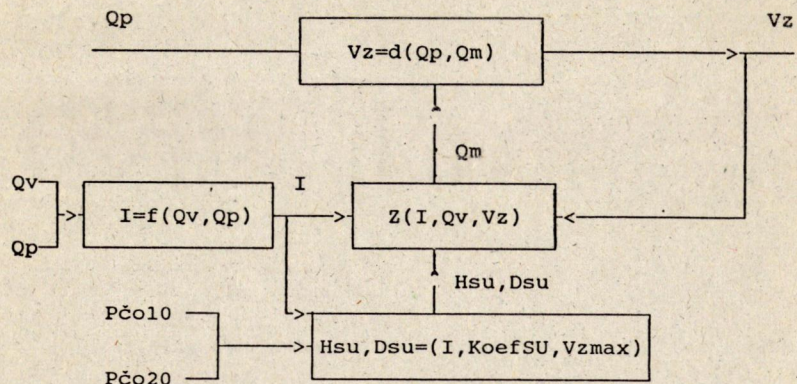 Qp
Vz
Vz=d(Qp,Qm)
Qm
Qv
I
I=f(Qv,Qp)
Z(I,Qv,Vz)
Qp
Hsu,Dsu
Pčo10
Hsu,Dsu=(I,KoefSU,Vzmax)
Pčo20